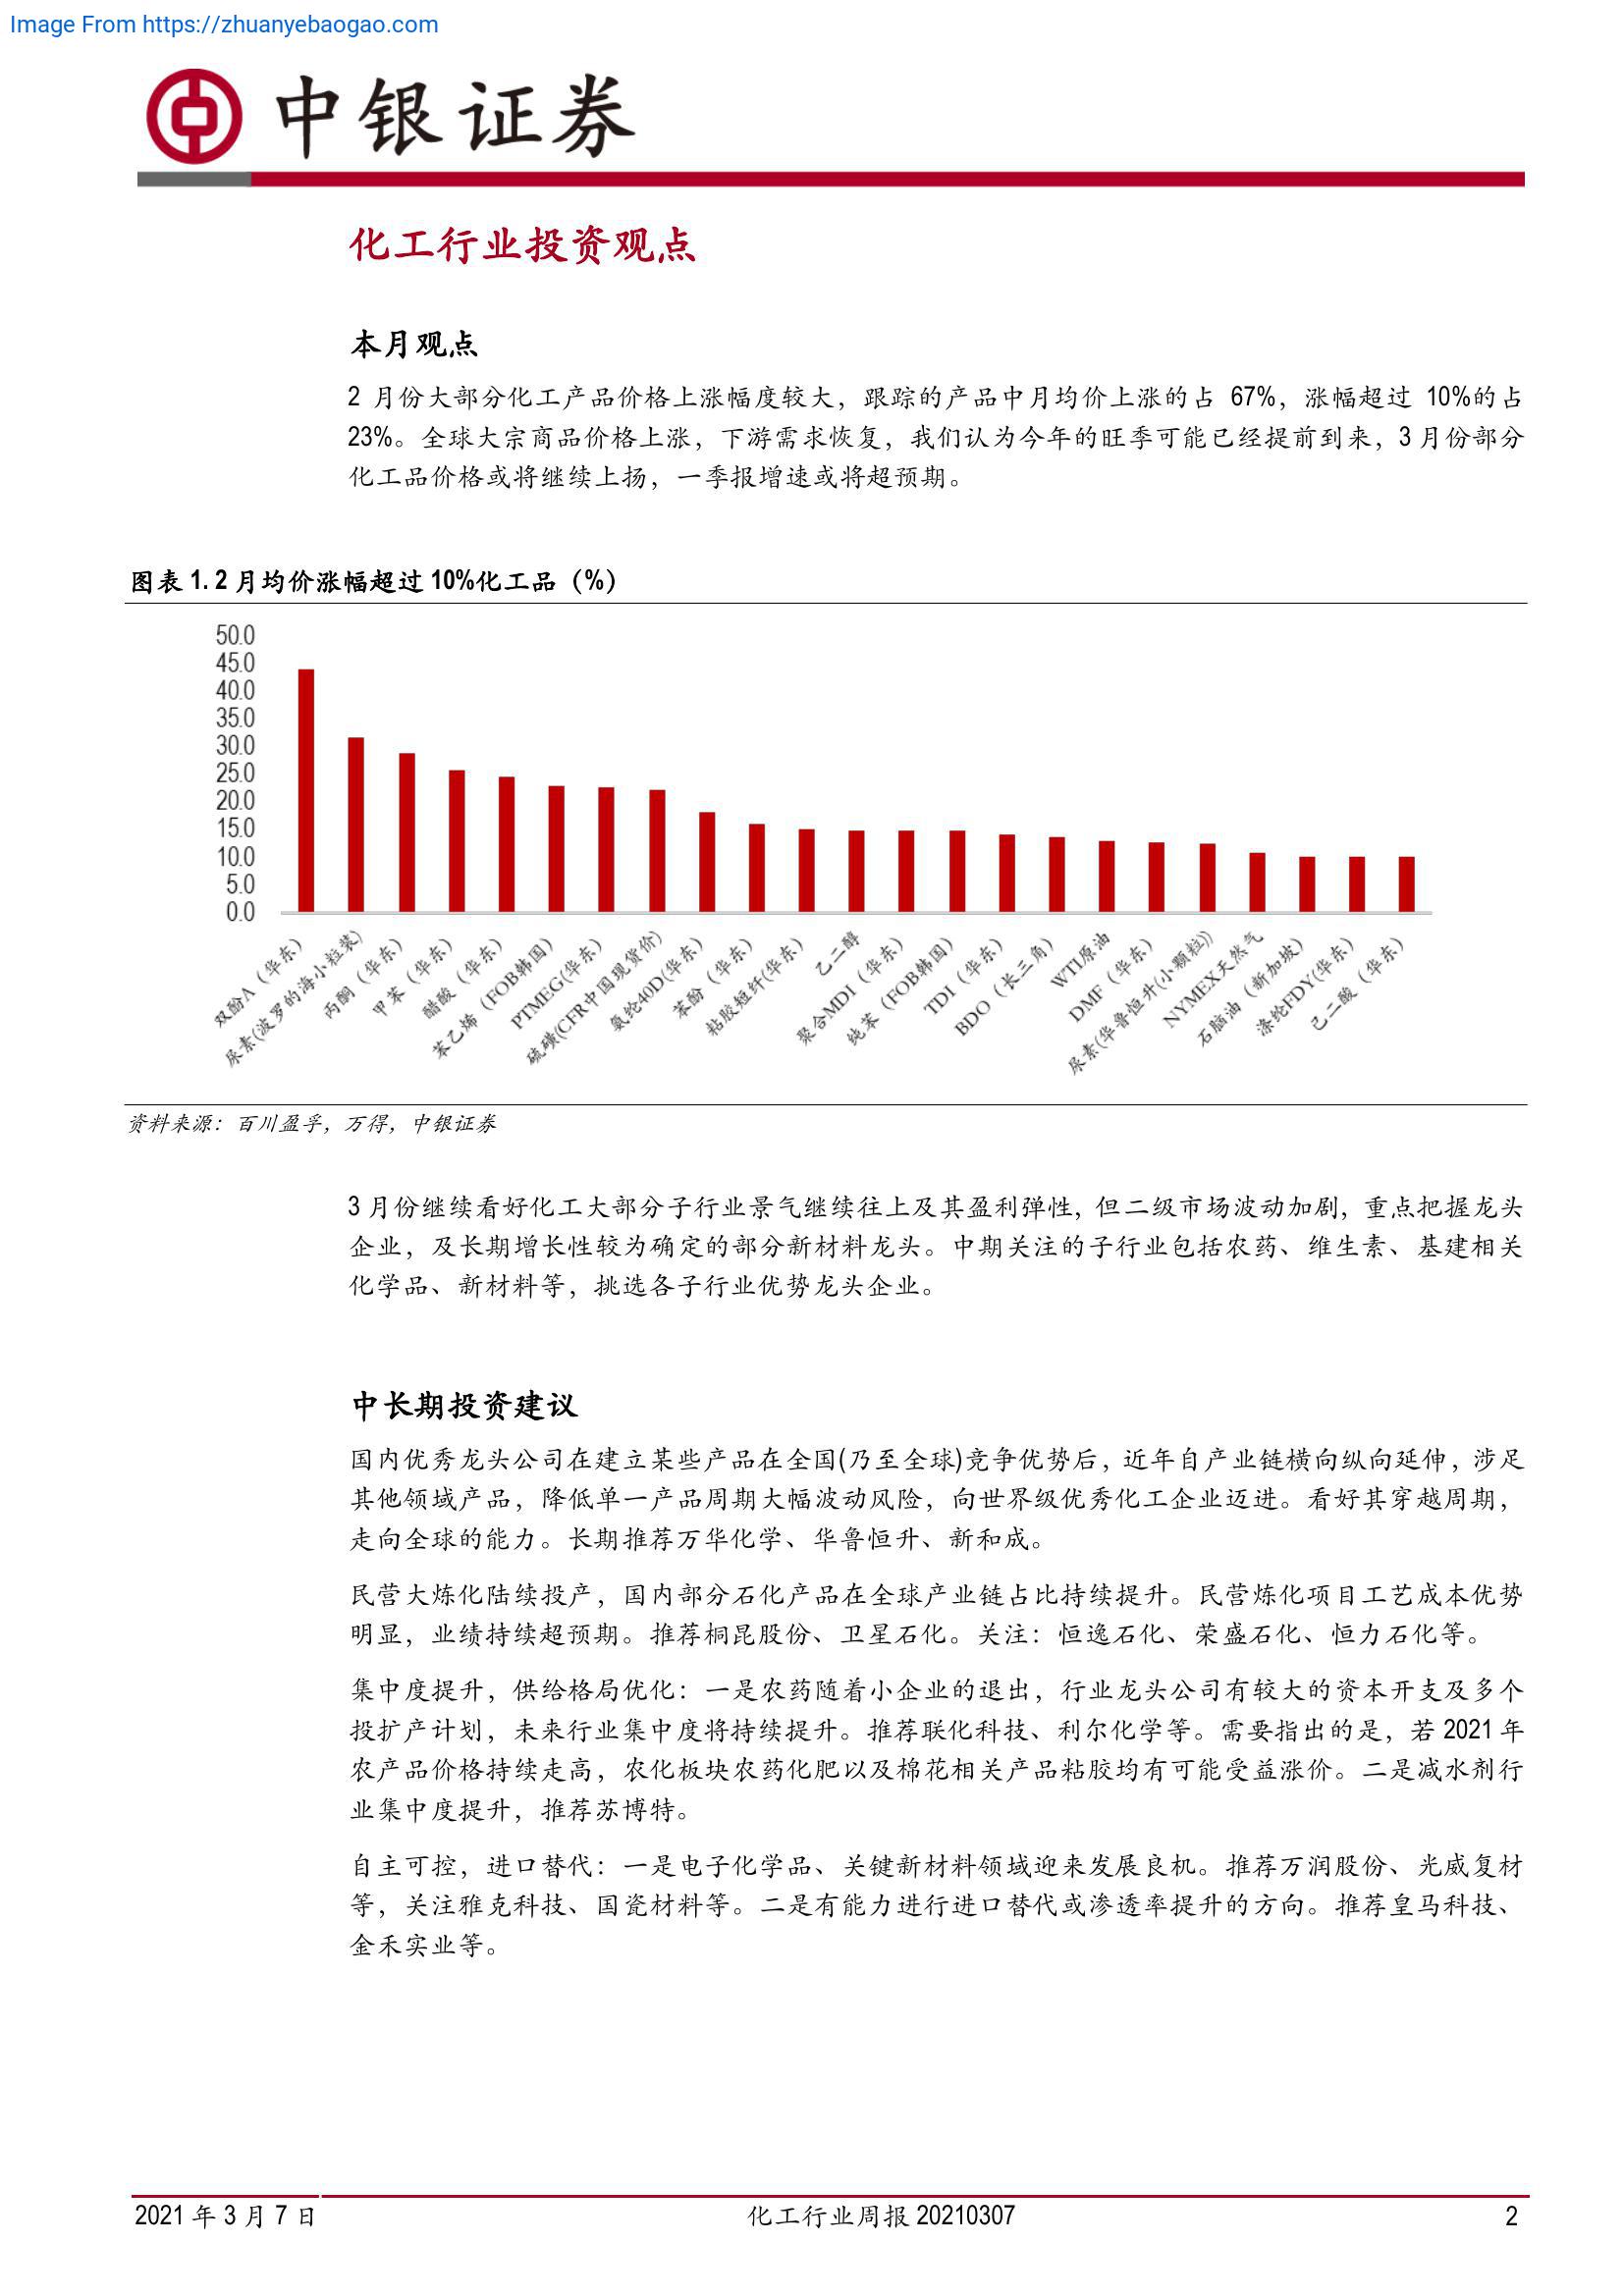 Image From https://zhuanyebaogao.com
中银证券
化工行业投资观点
本月观点
2 月份大部分化工产品价格上涨幅度较大，跟踪的产品中月均价上涨的占 67%，涨幅超过 10%的占
23%。全球大宗商品价格上涨，下游需求恢复，我们认为今年的旺季可能已经提前到来，3 月份部分
化工品价格或将继续上扬，一季报增速或将超预期。
图表 1. 2 月均价涨幅超过 10%化工品（%）
50.0
45.0
40.0
35.0
30.0
25.0
20.0
15.0
10.0
5.0
0.0
双酚A（华东）
尿素(波罗的海小粒装)
丙酮（华东）
甲苯（华东）
醋酸（华东）
苯乙烯（FOB韩国）
PTMEG(华东)
硫磺(CFR中国现货价)
氨纶40D(华东)
苯酚（华东）
粘胶短纤(华东)
乙二醇
聚合MDI（华东）
纯苯（FOB韩国）
TDI（华东）
BDO（长三角）
WTI原油
DMF（华东）
尿素(华鲁恒升(小颗粒))
NYMEX天然气
石脑油（新加坡）
涤纶FDY(华东)
己二酸（华东）
资料来源：百川盈孚，万得，中银证券
3 月份继续看好化工大部分子行业景气继续往上及其盈利弹性，但二级市场波动加剧，重点把握龙头
企业，及长期增长性较为确定的部分新材料龙头。中期关注的子行业包括农药、维生素、基建相关
化学品、新材料等，挑选各子行业优势龙头企业。
中长期投资建议
国内优秀龙头公司在建立某些产品在全国(乃至全球)竞争优势后，近年自产业链横向纵向延伸，涉足
其他领域产品，降低单一产品周期大幅波动风险，向世界级优秀化工企业迈进。看好其穿越周期，
走向全球的能力。长期推荐万华化学、华鲁恒升、新和成。
民营大炼化陆续投产，国内部分石化产品在全球产业链占比持续提升。民营炼化项目工艺成本优势
明显，业绩持续超预期。推荐桐昆股份、卫星石化。关注：恒逸石化、荣盛石化、恒力石化等。
集中度提升，供给格局优化：一是农药随着小企业的退出，行业龙头公司有较大的资本开支及多个
投扩产计划，未来行业集中度将持续提升。推荐联化科技、利尔化学等。需要指出的是，若 2021 年
农产品价格持续走高，农化板块农药化肥以及棉花相关产品粘胶均有可能受益涨价。二是减水剂行
业集中度提升，推荐苏博特。
自主可控，进口替代：一是电子化学品、关键新材料领域迎来发展良机。推荐万润股份、光威复材
等，关注雅克科技、国瓷材料等。二是有能力进行进口替代或渗透率提升的方向。推荐皇马科技、
金禾实业等。
2021 年 3 月 7 日
化工行业周报 20210307
2